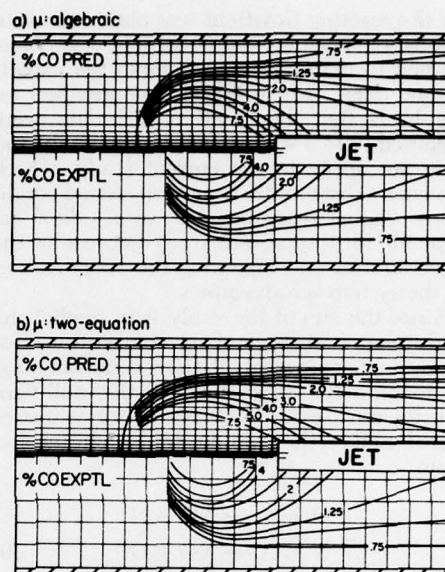 a) μ: algebraic
% CO PRED
.75
1.25
2.0
4.0
7.5
JET
% CO EXPTL
7.5
4.0
2.0
1.25
.75
b) μ: two-equation
% CO PRED
.75
1.25
2.0
3.0
4.0
5.0
7.5
JET
% CO EXPTL
7.5
4
2
1.25
.75